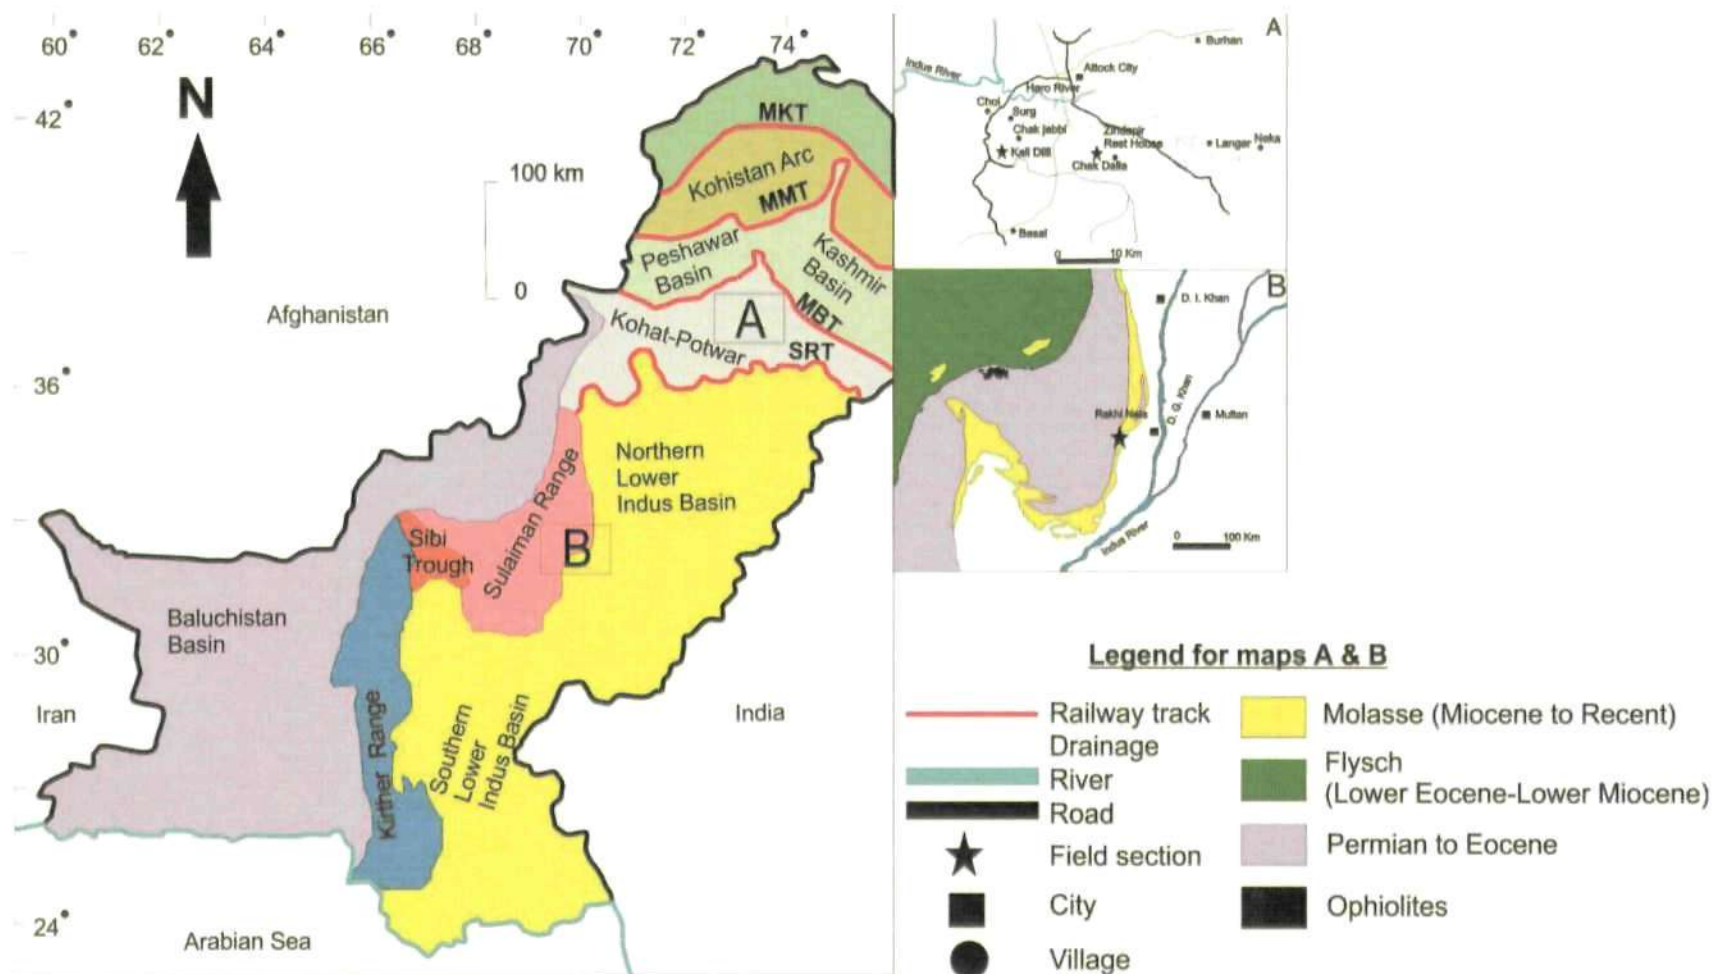 60°
62°
64°
66°
68°
70°
72°
74°
42°
36°
30°
24°
N
100 km
0
MKT
Kohistan Arc
MMT
Peshawar
Basin
Kashmir
Basin
MBT
A
Kohat-Potwar
SRT
Afghanistan
Northern
Lower
Indus Basin
Sulaiman Range
B
Sibi
Trough
Baluchistan
Basin
Iran
India
Kirther Range
Southern
Lower
Indus Basin
Arabian Sea
A
Burhan
Indus River
Attock City
Haro River
Choi
Surg
Chak Jabbi
Zindapir
Rest House
Langar
Neka
Kali Dilli
Chak Dalla
Basal
0 10 Km
B
D. I. Khan
D. G. Khan
Rakhi Nala
Multan
Indus River
0 100 Km
Legend for maps A & B
Railway track
Drainage
River
Road
Field section
City
Village
Molasse (Miocene to Recent)
Flysch
(Lower Eocene-Lower Miocene)
Permian to Eocene
Ophiolites